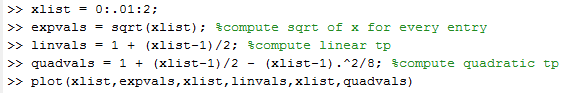 >> xlist = 0:.01:2;
>> expvals = sqrt(xlist); %compute sqrt of x for every entry
>> linvals = 1 + (xlist-1)/2; %compute linear tp
>> quadvals = 1 + (xlist-1)/2 - (xlist-1).^2/8; %compute quadratic tp
>> plot(xlist,expvals,xlist,linvals,xlist,quadvals)